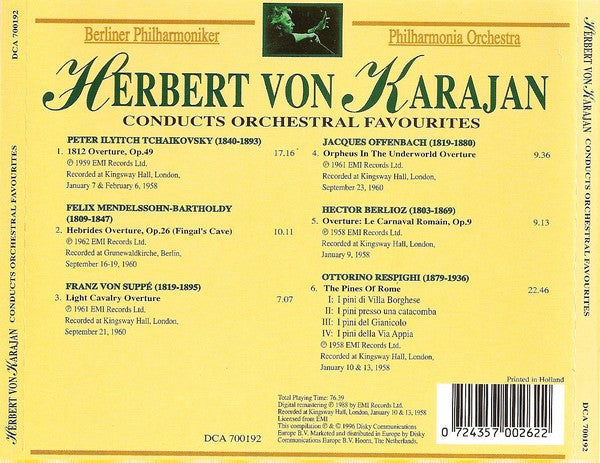 DCA 700192
HERBERT VON KARAJAN CONDUCTS ORCHESTRAL FAVOURITES
Berliner Philharmoniker
Philharmonia Orchestra
HERBERT VON KARAJAN
CONDUCTS ORCHESTRAL FAVOURITES
PETER ILYITCH TCHAIKOVSKY (1840-1893)
1. 1812 Overture, Op.49 17.16
℗ 1959 EMI Records Ltd.
Recorded at Kingsway Hall, London,
January 7 & February 6, 1958
FELIX MENDELSSOHN-BARTHOLDY
(1809-1847)
2. Hebrides Overture, Op.26 (Fingal's Cave) 10.11
℗ 1962 EMI Records Ltd.
Recorded at Grunewaldkirche, Berlin,
September 16-19, 1960
FRANZ VON SUPPÉ (1819-1895)
3. Light Cavalry Overture 7.07
℗ 1961 EMI Records Ltd.
Recorded at Kingsway Hall, London,
September 21, 1960
JACQUES OFFENBACH (1819-1880)
4. Orpheus In The Underworld Overture 9.36
℗ 1961 EMI Records Ltd.
Recorded at Kingsway Hall, London,
September 23, 1960
HECTOR BERLIOZ (1803-1869)
5. Overture: Le Carnaval Romain, Op.9 9.13
℗ 1958 EMI Records Ltd.
Recorded at Kingsway Hall, London,
January 9, 1958
OTTORINO RESPIGHI (1879-1936)
6. The Pines Of Rome 22.46
I: I pini di Villa Borghese
II: I pini presso una catacomba
III: I pini del Gianicolo
IV: I pini della Via Appia
℗ 1958 EMI Records Ltd.
Recorded at Kingsway Hall, London,
January 10 & 13, 1958
Printed in Holland
Total Playing Time: 76.39
Digital remastering ℗ 1988 by EMI Records Ltd.
Recorded at Kingsway Hall, London, January 10 & 13, 1958
Licensed from EMI
This compilation ℗ & © 1996 Disky Communications
Europe B.V. Marketed and distributed in Europe by Disky
Communications Europe B.V. Hoorn, The Netherlands.
DCA 700192
0 724357 002622
HERBERT VON KARAJAN CONDUCTS ORCHESTRAL FAVOURITES
DCA 700192